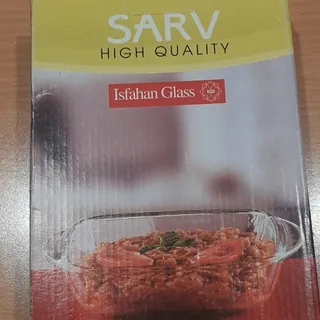 SARV
HIGH QUALITY
Isfahan Glass